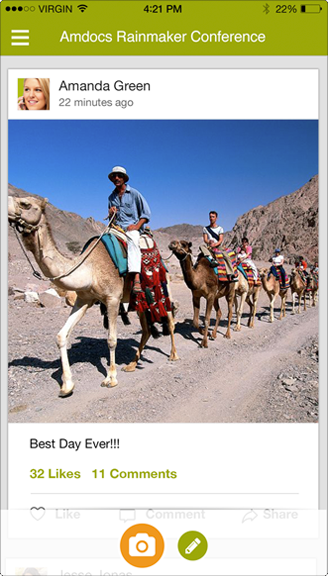 VIRGIN 4:21 PM 22%
Amdocs Rainmaker Conference
Amanda Green
22 minutes ago
Best Day Ever!!!
32 Likes 11 Comments
Like Comment Share
Jesse Jonas